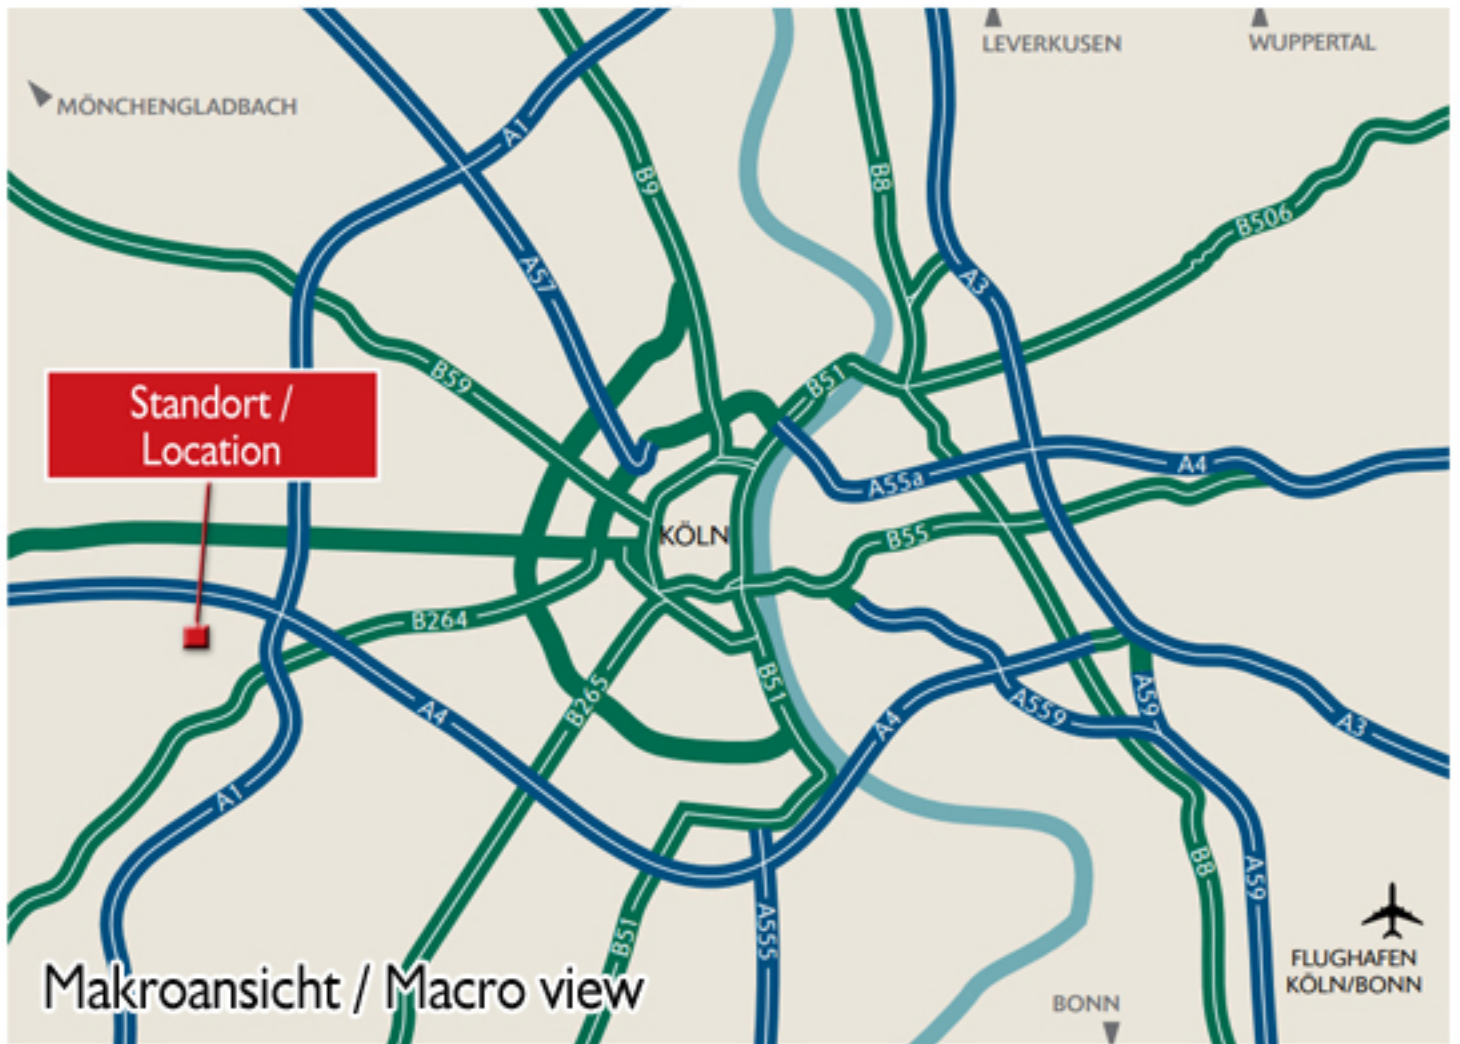 LEVERKUSEN
WUPPERTAL
MÖNCHENGLADBACH
A1
B9
B8
B506
A57
A3
B59
B51
Standort /
Location
A55a
A4
KÖLN
B55
B264
B265
B51
A4
A4
A559
A59
A3
A1
B8
A59
B51
A555
FLUGHAFEN
KÖLN/BONN
Makroansicht / Macro view
BONN